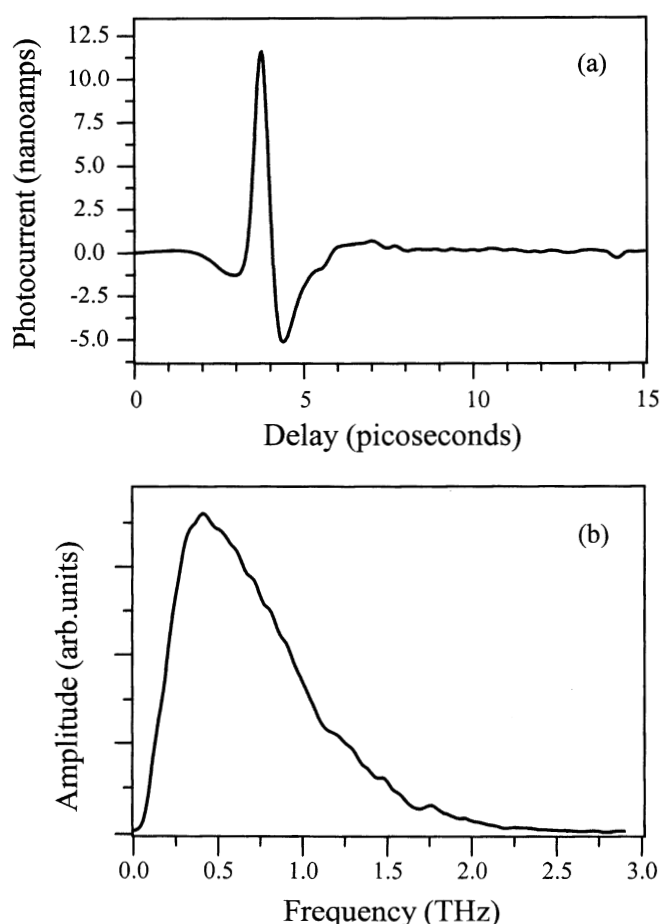 Photocurrent (nanoamps)
12.5
10.0
7.5
5.0
2.5
0.0
-2.5
-5.0
(a)
0 5 10 15
Delay (picoseconds)
Amplitude (arb.units)
(b)
0.0 0.5 1.0 1.5 2.0 2.5 3.0
Frequency (THz)